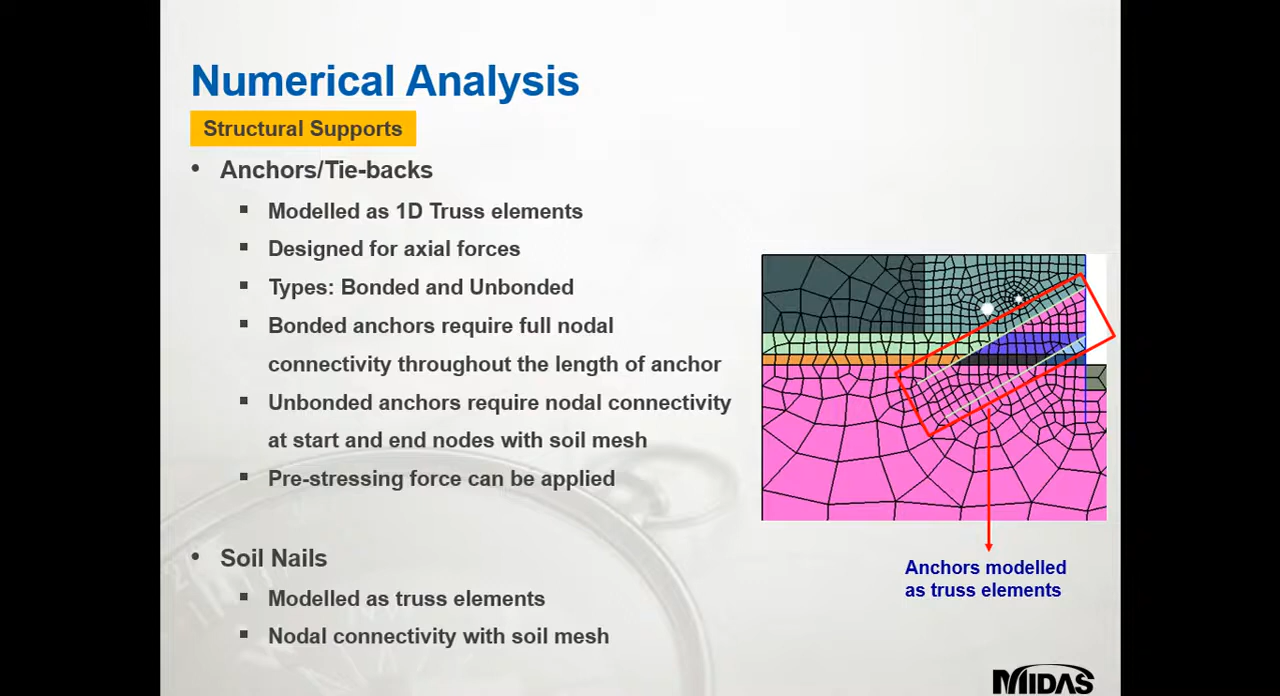 Numerical Analysis
Structural Supports
• Anchors/Tie-backs
▪ Modelled as 1D Truss elements
▪ Designed for axial forces
▪ Types: Bonded and Unbonded
▪ Bonded anchors require full nodal
connectivity throughout the length of anchor
▪ Unbonded anchors require nodal connectivity
at start and end nodes with soil mesh
▪ Pre-stressing force can be applied
• Soil Nails
▪ Modelled as truss elements
▪ Nodal connectivity with soil mesh
Anchors modelled
as truss elements
MIDAS